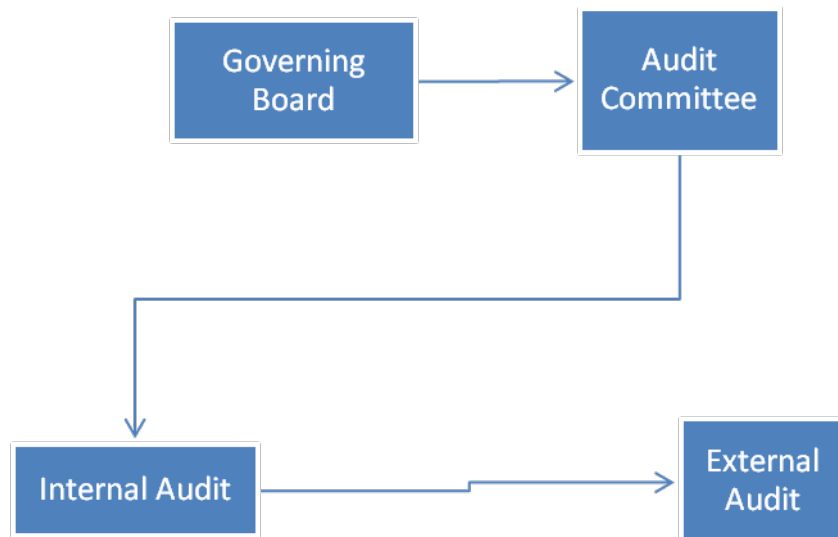 Governing
Board
Audit
Committee
Internal Audit
External
Audit